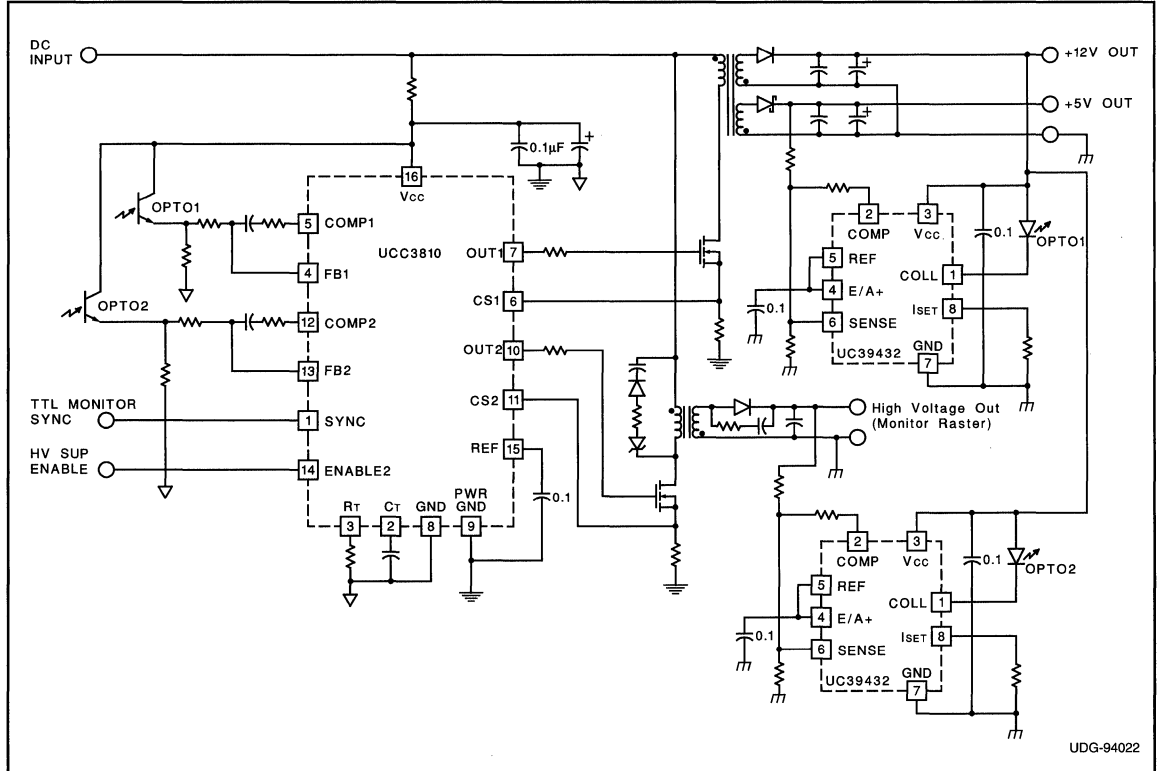 DC
INPUT
+12V OUT
+5V OUT
0.1µF
16
VCC
OPTO1
5 COMP1
UCC3810
OUT1 7
4 FB1
CS1 6
OPTO2
12 COMP2
OUT2 10
13 FB2
CS2 11
TTL MONITOR
SYNC
1 SYNC
REF 15
HV SUP
ENABLE
14 ENABLE2
0.1
RT CT GND PWR
GND
3 2 8 9
2 3
COMP VCC
0.1
OPTO1
5 REF
COLL 1
4 E/A+
0.1
ISET 8
6 SENSE
GND
UC39432
7
High Voltage Out
(Monitor Raster)
2 3
COMP VCC
0.1
OPTO2
5 REF
COLL 1
4 E/A+
0.1
ISET 8
6 SENSE
GND
UC39432
7
UDG-94022